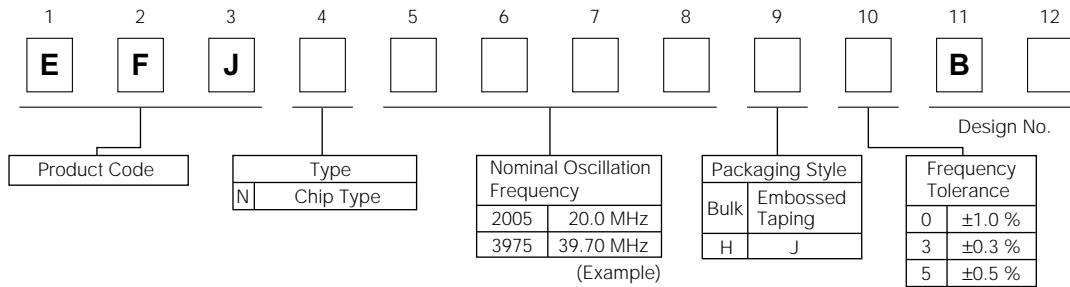 1 2 3 4 5 6 7 8 9 10 11 12
E F J B
Design No.
Product Code
Type
N Chip Type
Nominal Oscillation
Frequency
2005 20.0 MHz
3975 39.70 MHz
(Example)
Packaging Style
Bulk Embossed
Taping
H J
Frequency
Tolerance
0 ±1.0 %
3 ±0.3 %
5 ±0.5 %